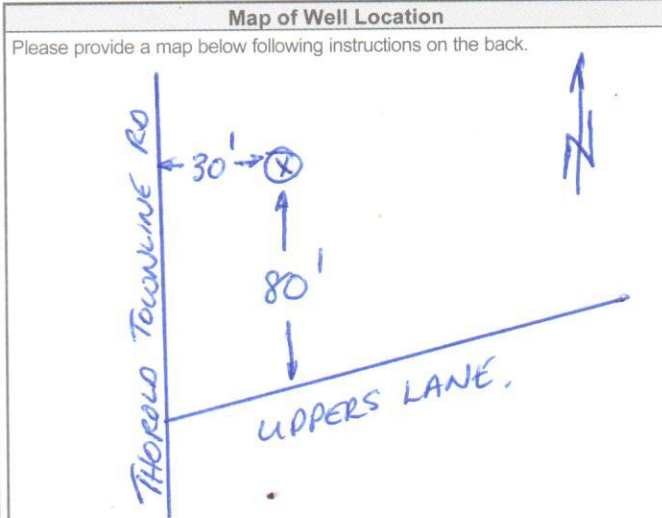 Map of Well Location
Please provide a map below following instructions on the back.
THOROLD TOWNLINE RD
30'
X
N
80'
UPPERS LANE.